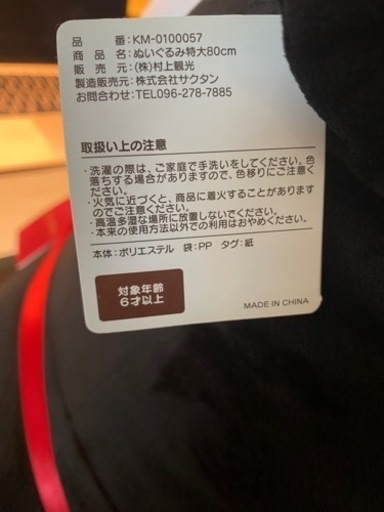 品　　番：KM-0100057
商 品 名：ぬいぐるみ特大80cm
販 売 元：(株)村上観光
製造販売元：株式会社サクタン
お問合わせ：TEL096-278-7885
取扱い上の注意
・洗濯の際は、ご家庭で手洗いをしてください。色
落ちする場合がありますので、色移りにご注意く
ださい。
・火気に近づくと、商品に着火することがあります
のでご注意ください。
・高温多湿な場所に放置しないでください。
・本来の使用方法以外での利用はおやめください。
本体：ポリエステル　袋：PP　タグ：紙
対象年齢
6才以上
MADE IN CHINA